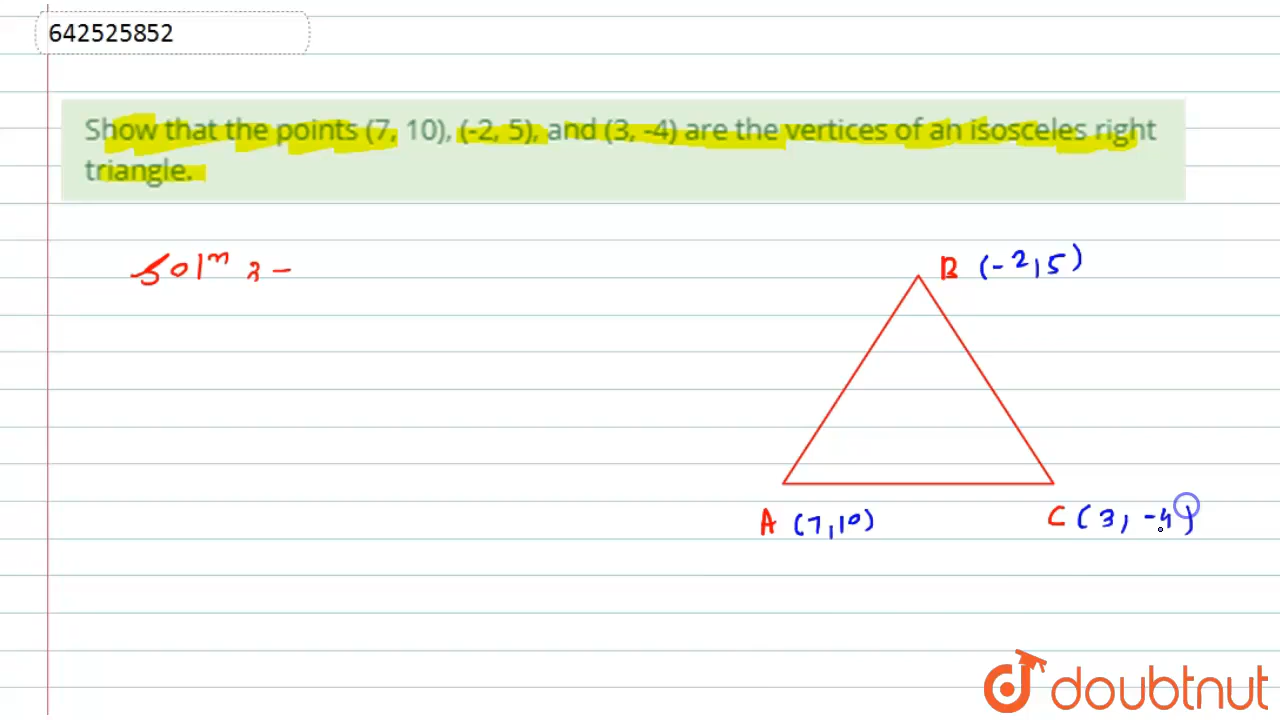 642525852
Show that the points (7, 10), (-2, 5), and (3, -4) are the vertices of an isosceles right
triangle.
Solⁿ :-
B (-2,5)
A (7,10)
C (3, -4)
doubtnut